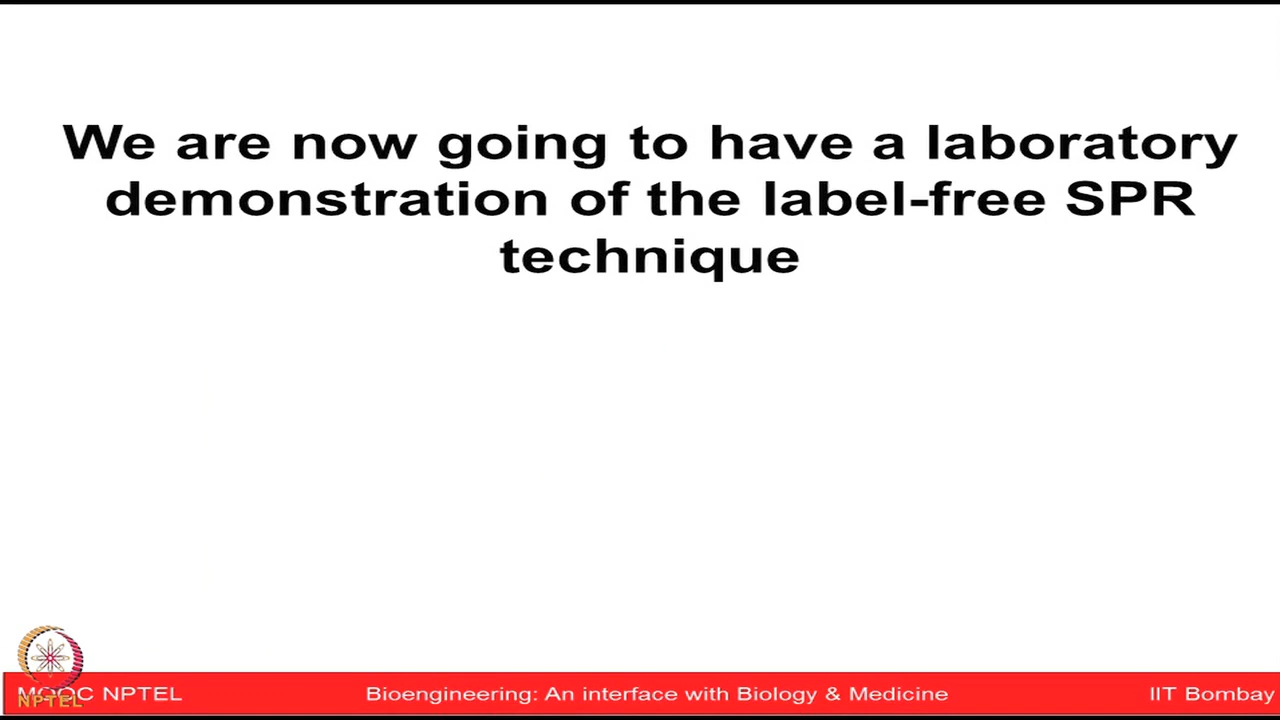 We are now going to have a laboratory
demonstration of the label-free SPR
technique
MOOC NPTEL
NPTEL
Bioengineering: An interface with Biology & Medicine
IIT Bombay